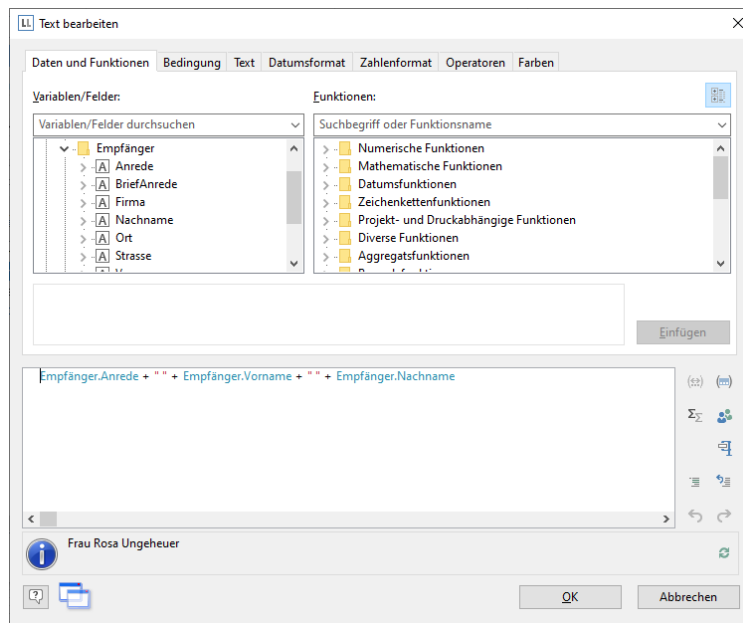 LL Text bearbeiten
Daten und Funktionen Bedingung Text Datumsformat Zahlenformat Operatoren Farben
Variablen/Felder: Funktionen:
Variablen/Felder durchsuchen Suchbegriff oder Funktionsname
Empfänger Numerische Funktionen
A Anrede Mathematische Funktionen
A BriefAnrede Datumsfunktionen
A Firma Zeichenkettenfunktionen
A Nachname Projekt- und Druckabhängige Funktionen
A Ort Diverse Funktionen
A Strasse Aggregatsfunktionen
Einfügen
Empfänger.Anrede + " " + Empfänger.Vorname + " " + Empfänger.Nachname
Frau Rosa Ungeheuer
OK Abbrechen